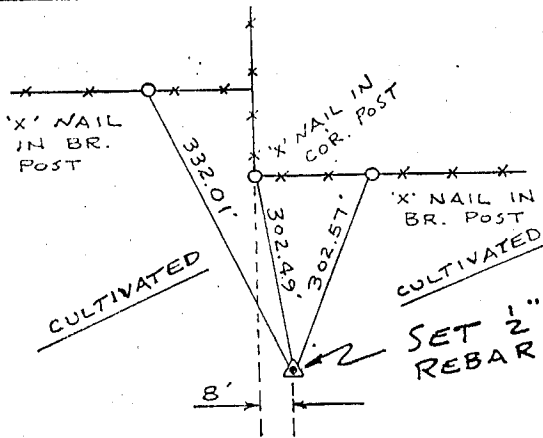 'X' NAIL
IN BR.
POST
332.01'
'X' NAIL IN
COR. POST
302.49'
302.57'
'X' NAIL IN
BR. POST
CULTIVATED
CULTIVATED
SET 1/2"
REBAR
8'